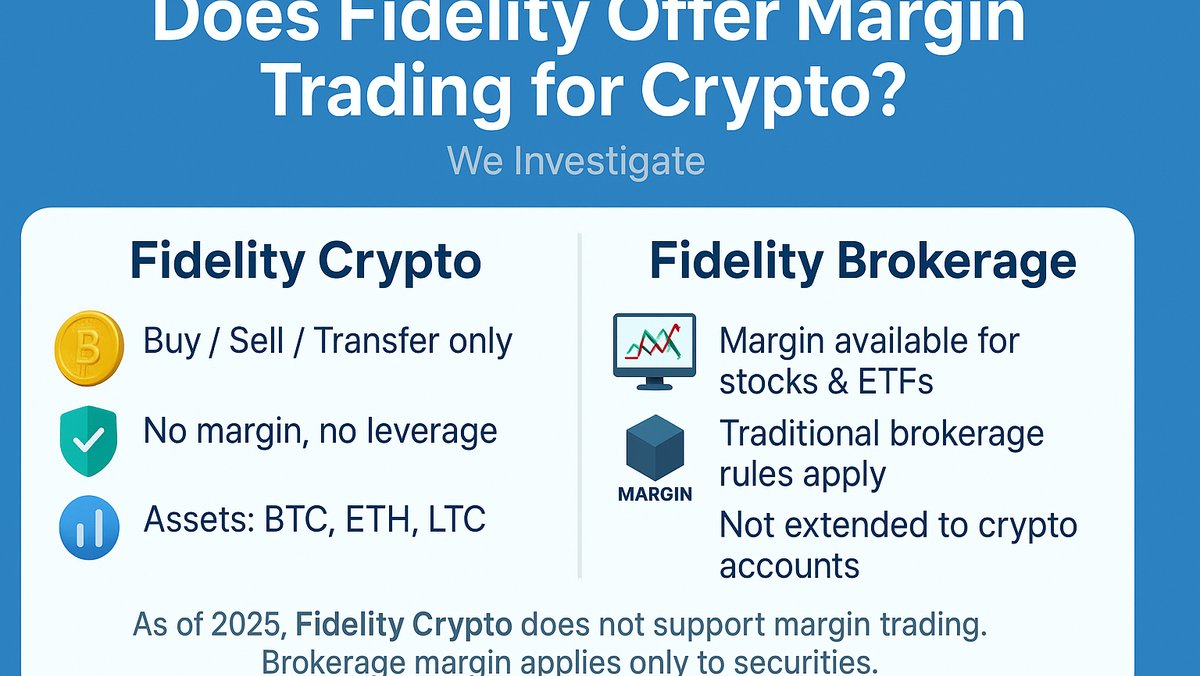 Does Fidelity Offer Margin
Trading for Crypto?
We Investigate
Fidelity Crypto
Buy / Sell / Transfer only
No margin, no leverage
Assets: BTC, ETH, LTC
Fidelity Brokerage
Margin available for
stocks & ETFs
MARGIN
Traditional brokerage
rules apply
Not extended to crypto
accounts
As of 2025, Fidelity Crypto does not support margin trading.
Brokerage margin applies only to securities.